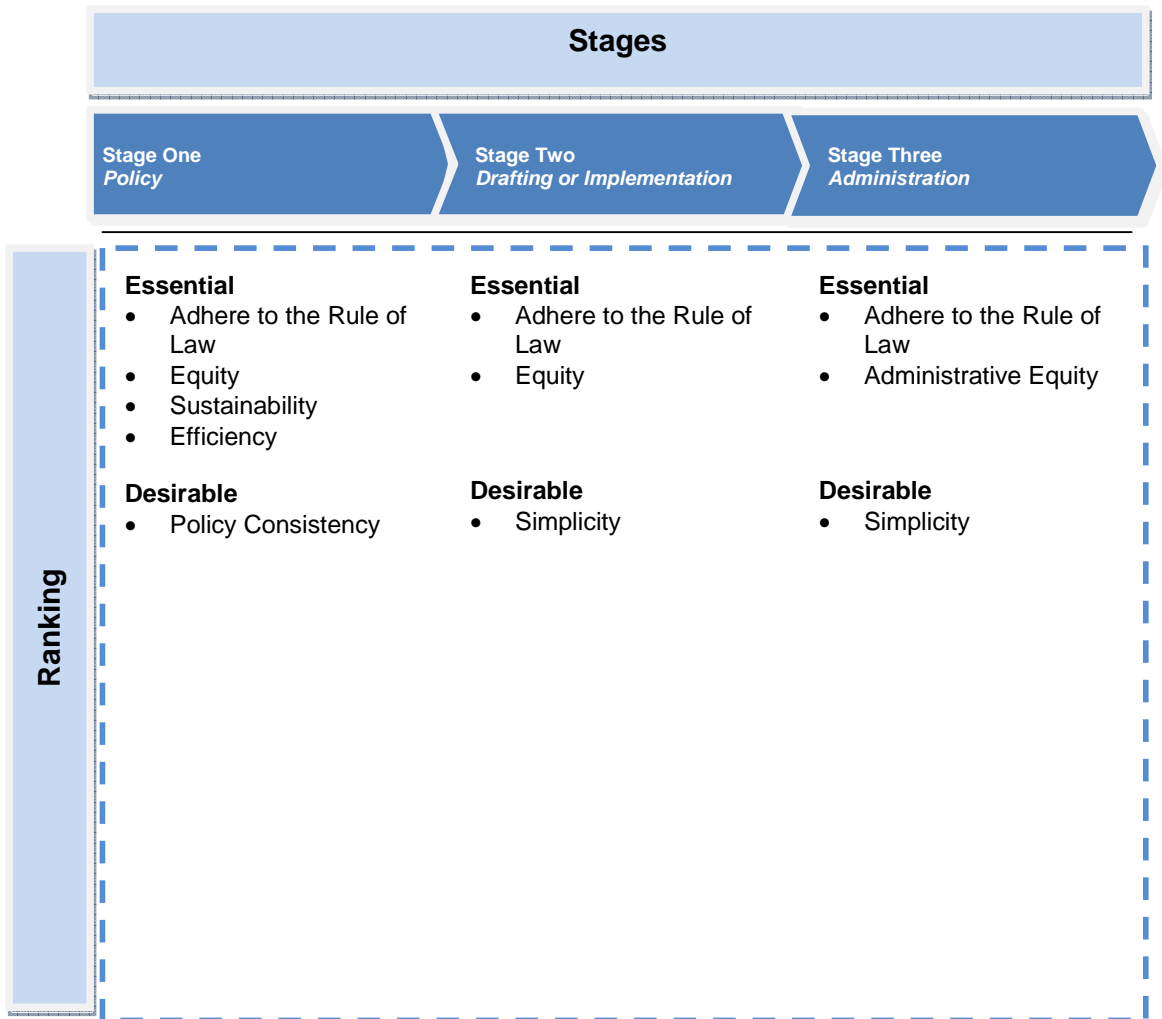 Stages
Stage One
Policy
Stage Two
Drafting or Implementation
Stage Three
Administration
Ranking
Essential
• Adhere to the Rule of
Law
• Equity
• Sustainability
• Efficiency
Desirable
• Policy Consistency
Essential
• Adhere to the Rule of
Law
• Equity
Desirable
• Simplicity
Essential
• Adhere to the Rule of
Law
• Administrative Equity
Desirable
• Simplicity